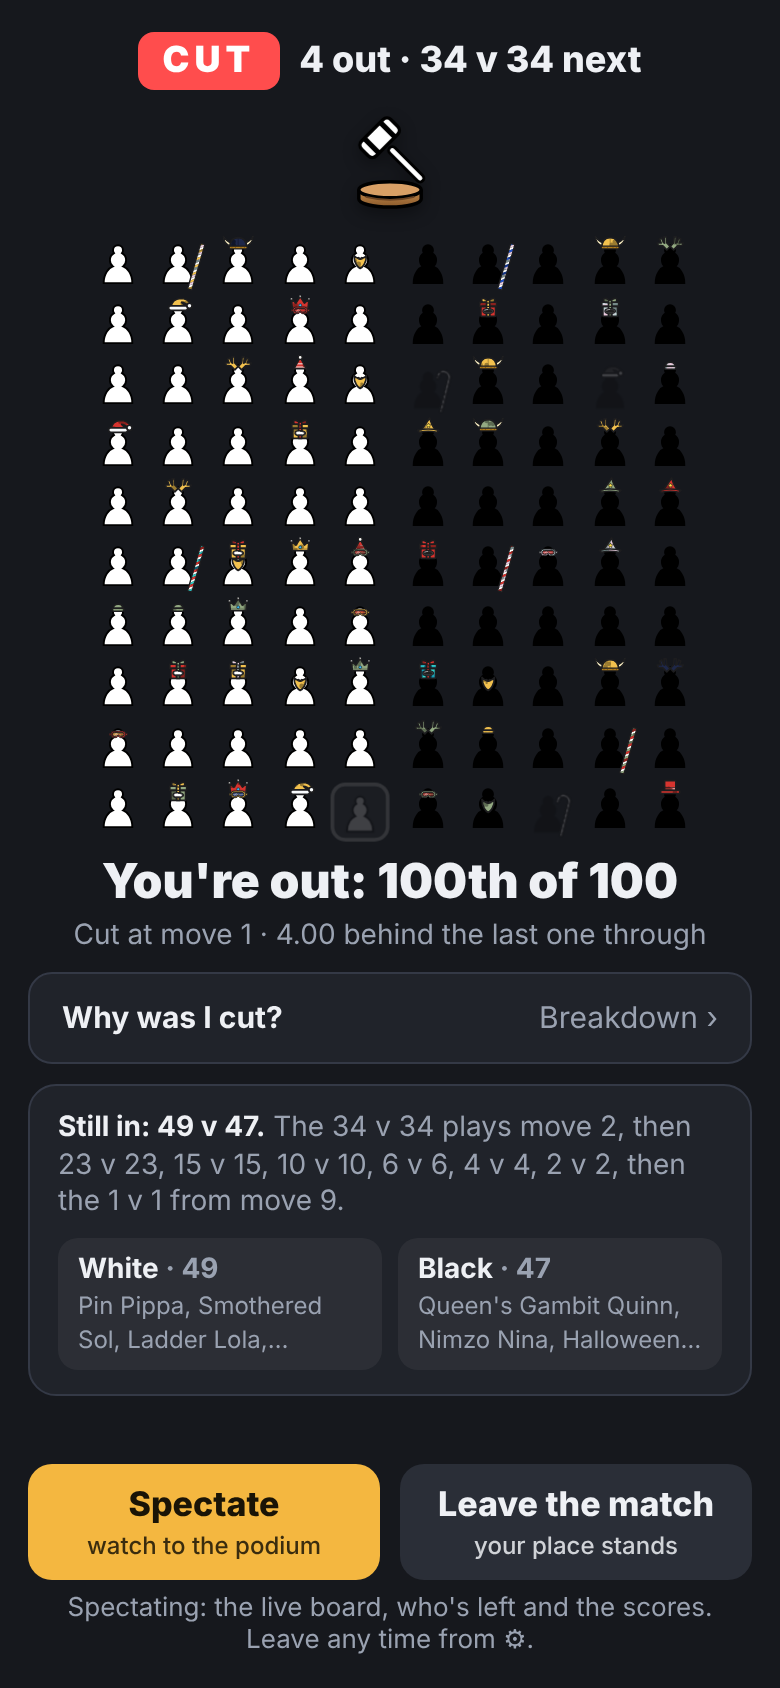 CUT 4 out · 34 v 34 next
You're out: 100th of 100
Cut at move 1 · 4.00 behind the last one through
Why was I cut? Breakdown ›
Still in: 49 v 47. The 34 v 34 plays move 2, then
23 v 23, 15 v 15, 10 v 10, 6 v 6, 4 v 4, 2 v 2, then
the 1 v 1 from move 9.
White · 49
Pin Pippa, Smothered
Sol, Ladder Lola,...
Black · 47
Queen's Gambit Quinn,
Nimzo Nina, Halloween...
Spectate
watch to the podium
Leave the match
your place stands
Spectating: the live board, who's left and the scores.
Leave any time from ⚙.